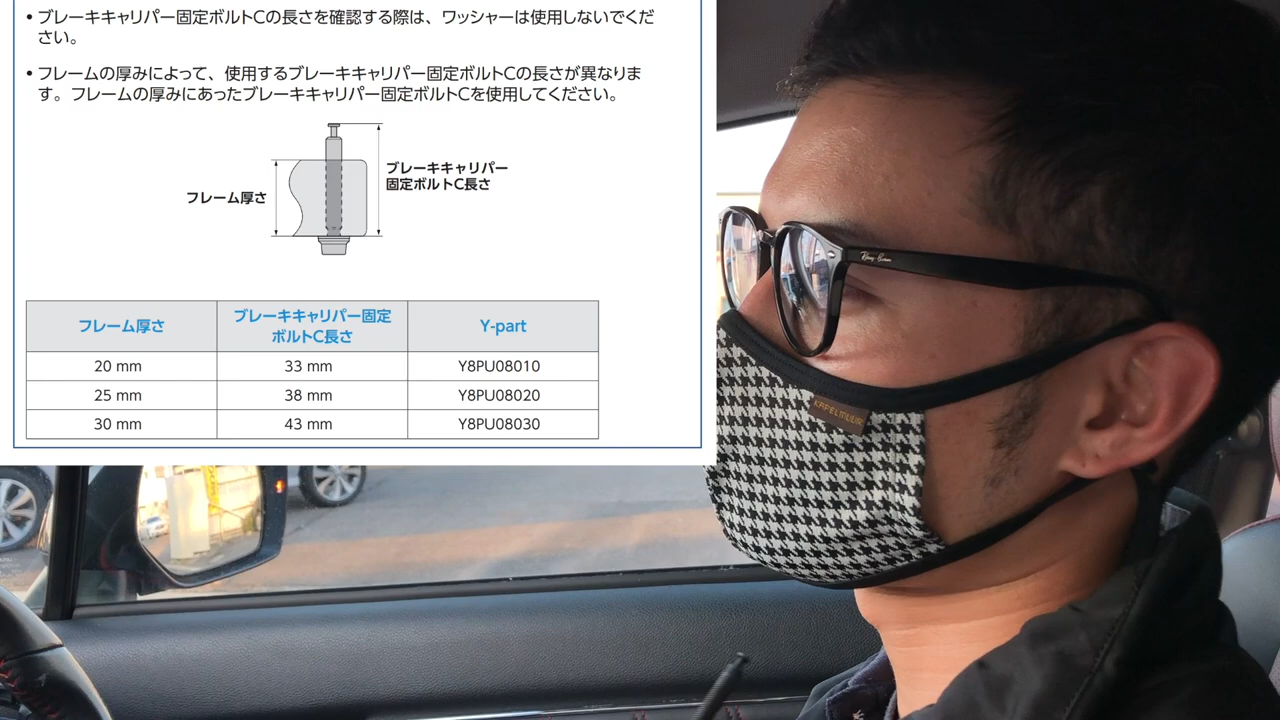 • ブレーキキャリパー固定ボルトCの長さを確認する際は、ワッシャーは使用しないでくだ
さい。
• フレームの厚みによって、使用するブレーキキャリパー固定ボルトCの長さが異なりま
す。フレームの厚みにあったブレーキキャリパー固定ボルトCを使用してください。
ブレーキキャリパー
固定ボルトC長さ
フレーム厚さ
フレーム厚さ ブレーキキャリパー固定 Y-part
ボルトC長さ
20 mm 33 mm Y8PU08010
25 mm 38 mm Y8PU08020
30 mm 43 mm Y8PU08030
KAPELMUUR